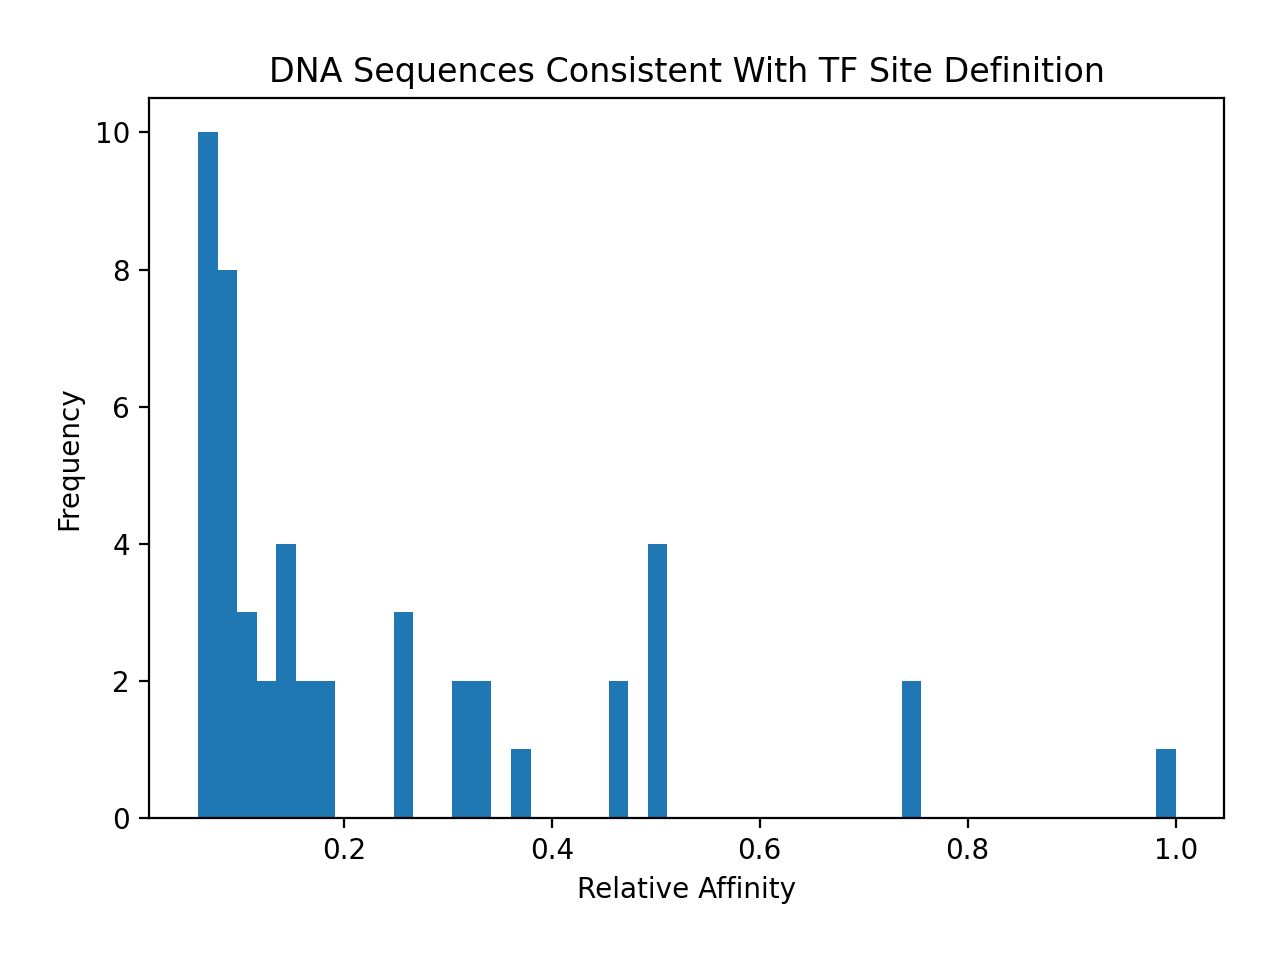 DNA Sequences Consistent With TF Site Definition
10
8
6
4
2
0
Frequency
0.2 0.4 0.6 0.8 1.0
Relative Affinity